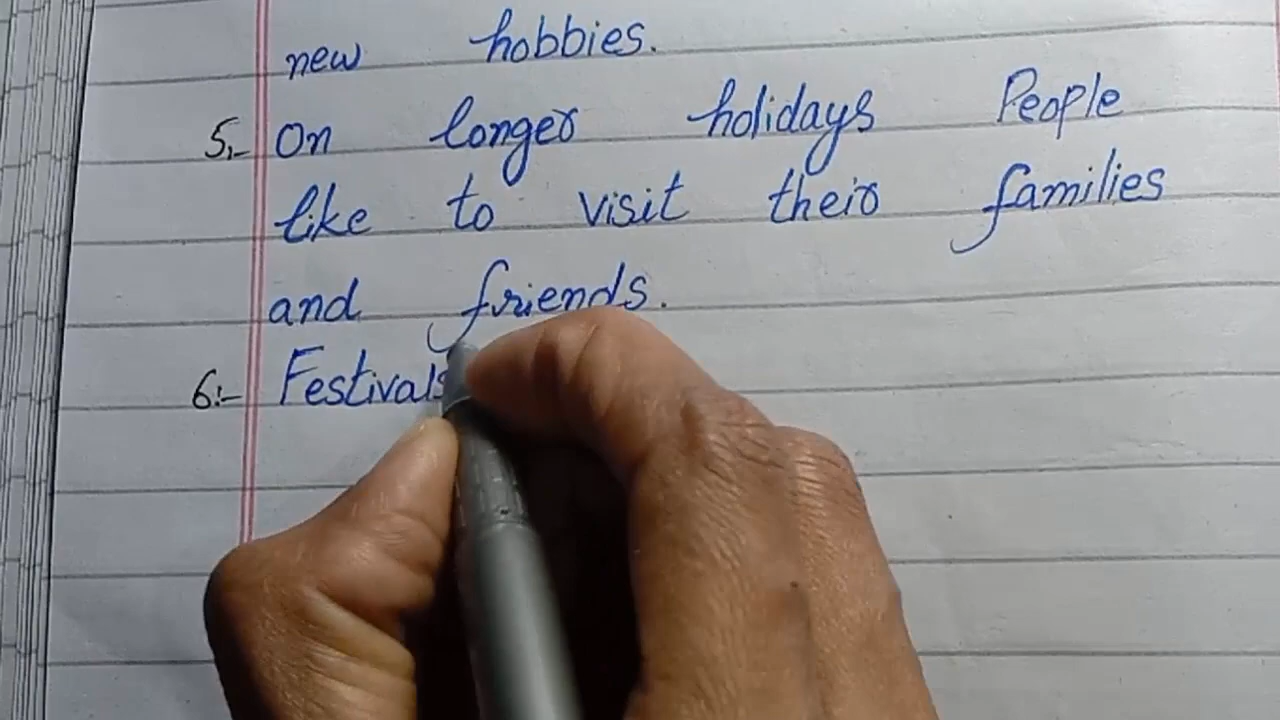 new hobbies.
5:- On longer holidays People
like to visit their families
and friends.
6:- Festivals